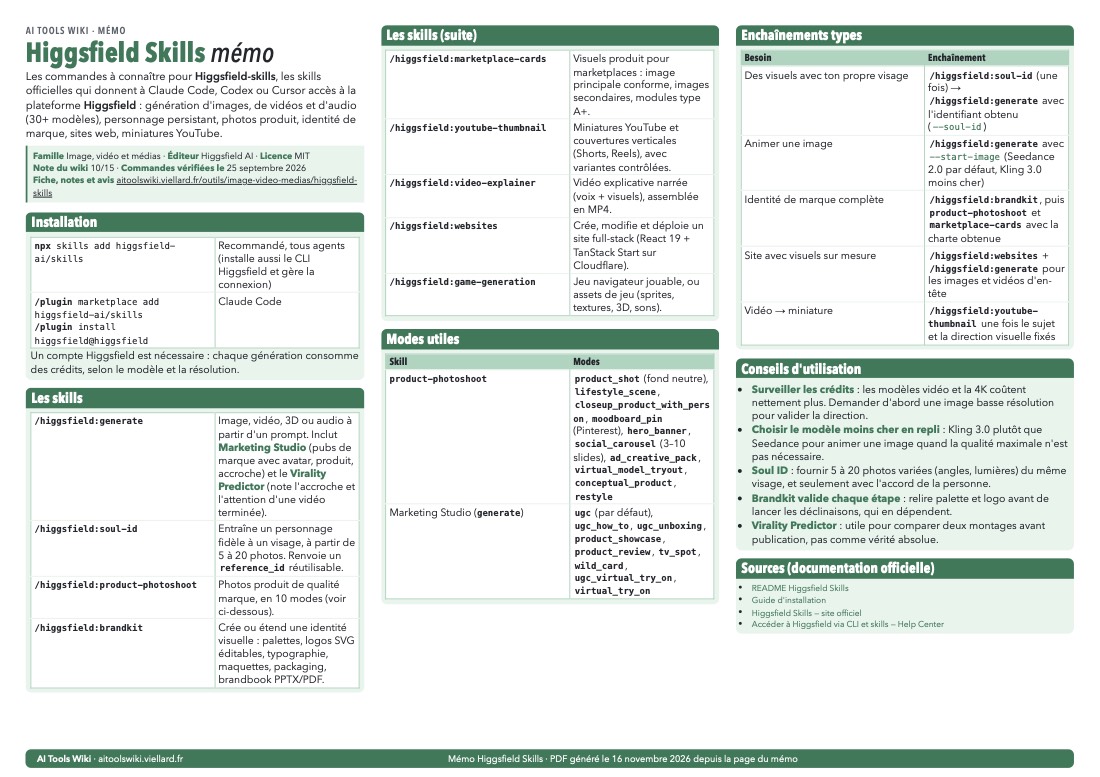 AI TOOLS WIKI · MÉMO
Higgsfield Skills mémo
Les commandes à connaître pour Higgsfield-skills, les skills
officielles qui donnent à Claude Code, Codex ou Cursor accès à la
plateforme Higgsfield : génération d'images, de vidéos et d'audio
(30+ modèles), personnage persistant, photos produit, identité de
marque, sites web, miniatures YouTube.
Famille Image, vidéo et médias · Éditeur Higgsfield AI · Licence MIT
Note du wiki 10/15 · Commandes vérifiées le 25 septembre 2026
Fiche, notes et avis aitoolswiki.viellard.fr/outils/image-video-medias/higgsfield-
skills
Installation
npx skills add higgsfield-
ai/skills
Recommandé, tous agents
(installe aussi le CLI
Higgsfield et gère la
connexion)
/plugin marketplace add
higgsfield-ai/skills
/plugin install
higgsfield@higgsfield
Claude Code
Un compte Higgsfield est nécessaire : chaque génération consomme
des crédits, selon le modèle et la résolution.
Les skills
/higgsfield:generate
Image, vidéo, 3D ou audio à
partir d'un prompt. Inclut
Marketing Studio (pubs de
marque avec avatar, produit,
accroche) et le Virality
Predictor (note l'accroche et
l'attention d'une vidéo
terminée).
/higgsfield:soul-id
Entraîne un personnage
fidèle à un visage, à partir de
5 à 20 photos. Renvoie un
reference_id réutilisable.
/higgsfield:product-photoshoot
Photos produit de qualité
marque, en 10 modes (voir
ci-dessous).
/higgsfield:brandkit
Crée ou étend une identité
visuelle : palettes, logos SVG
éditables, typographie,
maquettes, packaging,
brandbook PPTX/PDF.
Les skills (suite)
/higgsfield:marketplace-cards
Visuels produit pour
marketplaces : image
principale conforme, images
secondaires, modules type
A+.
/higgsfield:youtube-thumbnail
Miniatures YouTube et
couvertures verticales
(Shorts, Reels), avec
variantes contrôlées.
/higgsfield:video-explainer
Vidéo explicative narrée
(voix + visuels), assemblée
en MP4.
/higgsfield:websites
Crée, modifie et déploie un
site full-stack (React 19 +
TanStack Start sur
Cloudflare).
/higgsfield:game-generation
Jeu navigateur jouable, ou
assets de jeu (sprites,
textures, 3D, sons).
Modes utiles
Skill
Modes
product-photoshoot
product_shot (fond neutre),
lifestyle_scene,
closeup_product_with_pers
on, moodboard_pin
(Pinterest), hero_banner,
social_carousel (3–10
slides), ad_creative_pack,
virtual_model_tryout,
conceptual_product,
restyle
Marketing Studio (generate)
ugc (par défaut),
ugc_how_to, ugc_unboxing,
product_showcase,
product_review, tv_spot,
wild_card,
ugc_virtual_try_on,
virtual_try_on
Enchaînements types
Besoin
Enchaînement
Des visuels avec ton propre visage
/higgsfield:soul-id (une
fois) →
/higgsfield:generate avec
l'identifiant obtenu
(--soul-id)
Animer une image
/higgsfield:generate avec
--start-image (Seedance
2.0 par défaut, Kling 3.0
moins cher)
Identité de marque complète
/higgsfield:brandkit, puis
product-photoshoot et
marketplace-cards avec la
charte obtenue
Site avec visuels sur mesure
/higgsfield:websites +
/higgsfield:generate pour
les images et vidéos d'en-
tête
Vidéo → miniature
/higgsfield:youtube-
thumbnail une fois le sujet
et la direction visuelle fixés
Conseils d'utilisation
• Surveiller les crédits : les modèles vidéo et la 4K coûtent
nettement plus. Demander d'abord une image basse résolution
pour valider la direction.
• Choisir le modèle moins cher en repli : Kling 3.0 plutôt que
Seedance pour animer une image quand la qualité maximale n'est
pas nécessaire.
• Soul ID : fournir 5 à 20 photos variées (angles, lumières) du même
visage, et seulement avec l'accord de la personne.
• Brandkit valide chaque étape : relire palette et logo avant de
lancer les déclinaisons, qui en dépendent.
• Virality Predictor : utile pour comparer deux montages avant
publication, pas comme vérité absolue.
Sources (documentation officielle)
• README Higgsfield Skills
• Guide d'installation
• Higgsfield Skills – site officiel
• Accéder à Higgsfield via CLI et skills – Help Center
AI Tools Wiki · aitoolswiki.viellard.fr
Mémo Higgsfield Skills · PDF généré le 16 novembre 2026 depuis la page du mémo